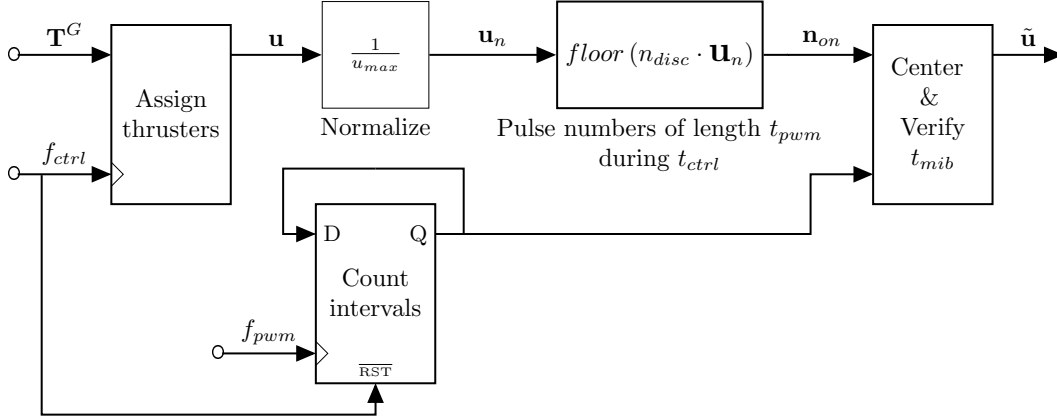 T^G
u
u_n
n_on
ũ
Assign
thrusters
1
u_max
Normalize
floor (n_disc · u_n)
Pulse numbers of length t_pwm
during t_ctrl
Center
&
Verify
t_mib
f_ctrl
D
Q
Count
intervals
f_pwm
RST